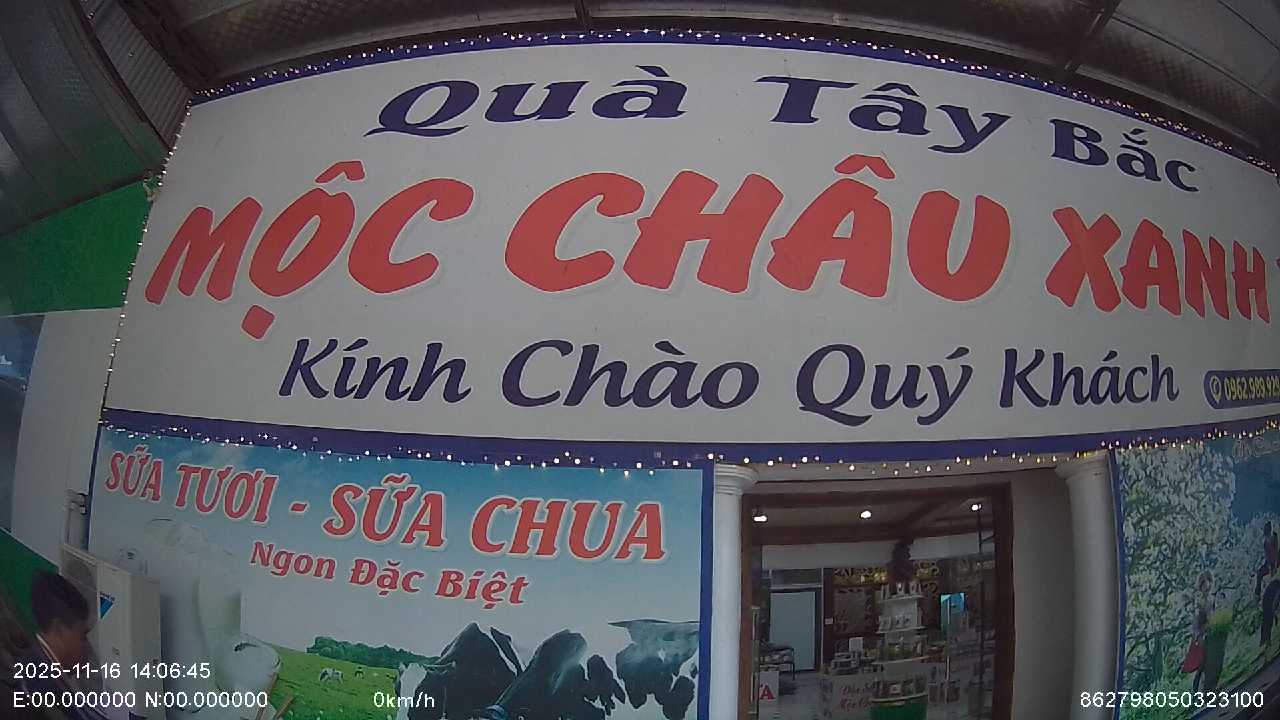 Quà Tây Bắc
MỘC CHÂU XANH
Kính Chào Quý Khách
SỮA TƯƠI - SỮA CHUA
Ngon Đặc Biệt
2025-11-16 14:06:45
E:00.000000 N:00.000000
0km/h
862798050323100